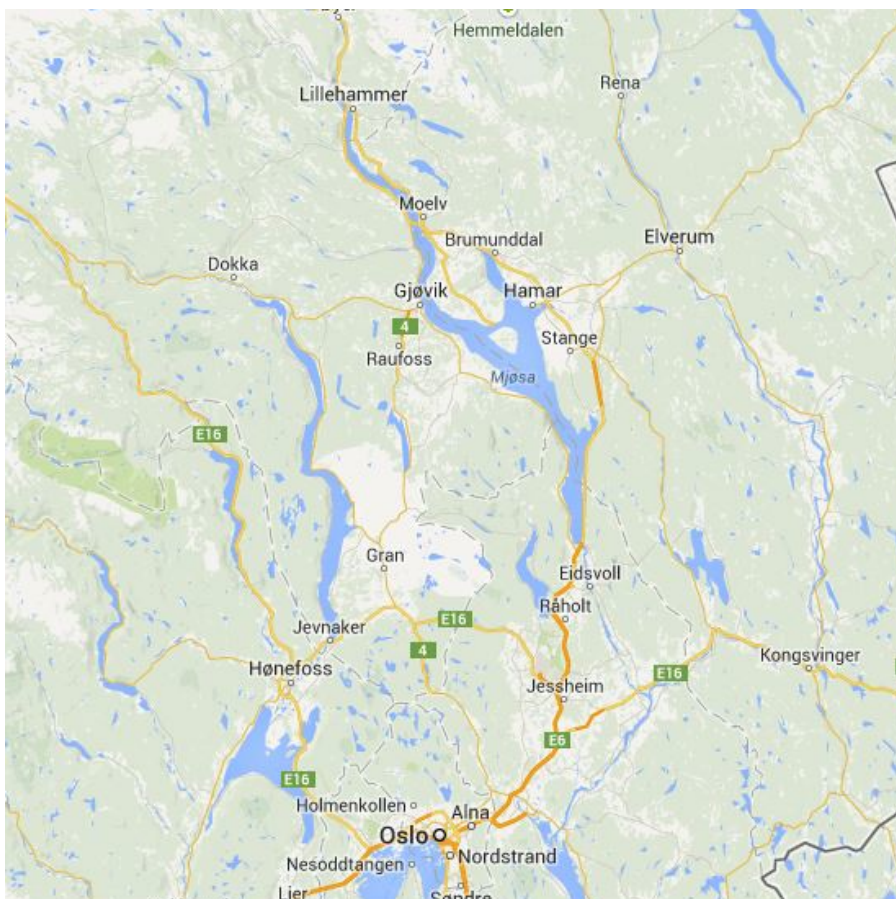 Hemmeldalen
Lillehammer
Rena
Moelv
Brumunddal
Elverum
Dokka
Gjøvik
Hamar
4
Raufoss
Stange
Mjøsa
E16
Gran
Eidsvoll
Råholt
E16
Jevnaker
4
Kongsvinger
Hønefoss
E16
Jessheim
E6
E16
Holmenkollen
Alna
Oslo
Nordstrand
Nesoddtangen
Lier
Søndre